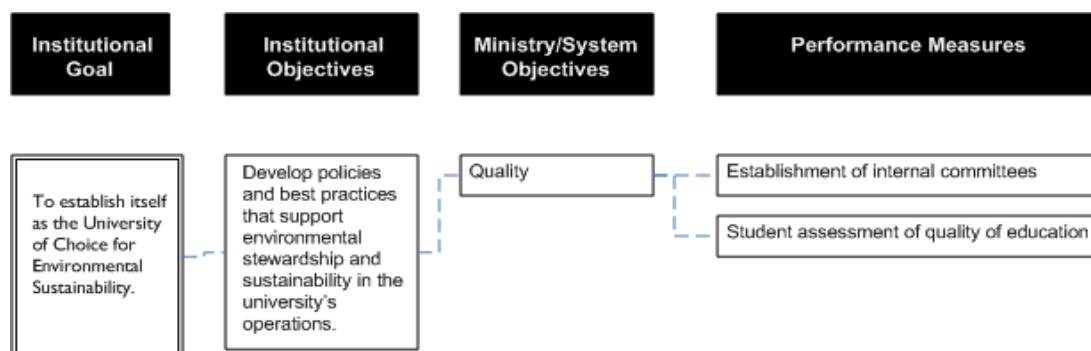 Institutional
Goal
Institutional
Objectives
Ministry/System
Objectives
Performance Measures
To establish itself
as the University
of Choice for
Environmental
Sustainability.
Develop policies
and best practices
that support
environmental
stewardship and
sustainability in the
university's
operations.
Quality
Establishment of internal committees
Student assessment of quality of education